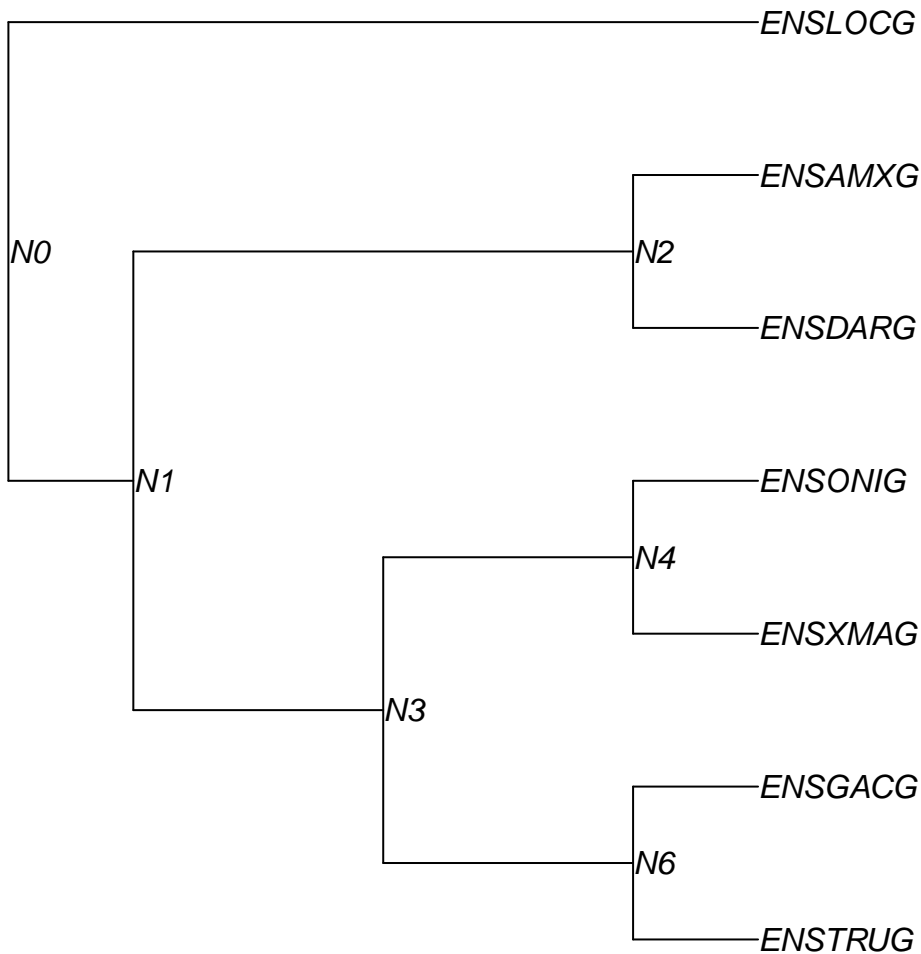 ENSLOCG
ENSAMXG
N0
N2
ENSDARG
N1
ENSONIG
N4
ENSXMAG
N3
ENSGACG
N6
ENSTRUG